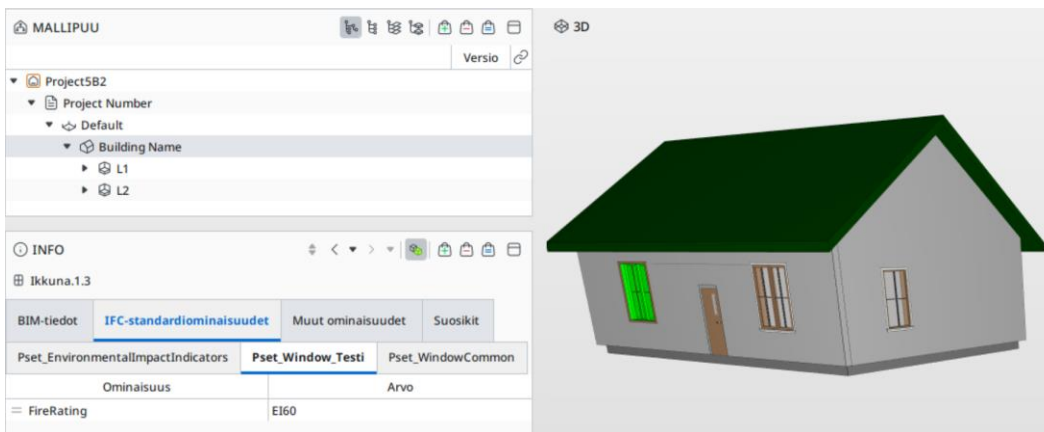 MALLIPUU
Versio
Project5B2
Project Number
Default
Building Name
L1
L2
INFO
Ikkuna.1.3
BIM-tiedot IFC-standardiominaisuudet Muut ominaisuudet Suosikit
Pset_EnvironmentalImpactIndicators Pset_Window_Testi Pset_WindowCommon
Ominaisuus Arvo
FireRating EI60
3D